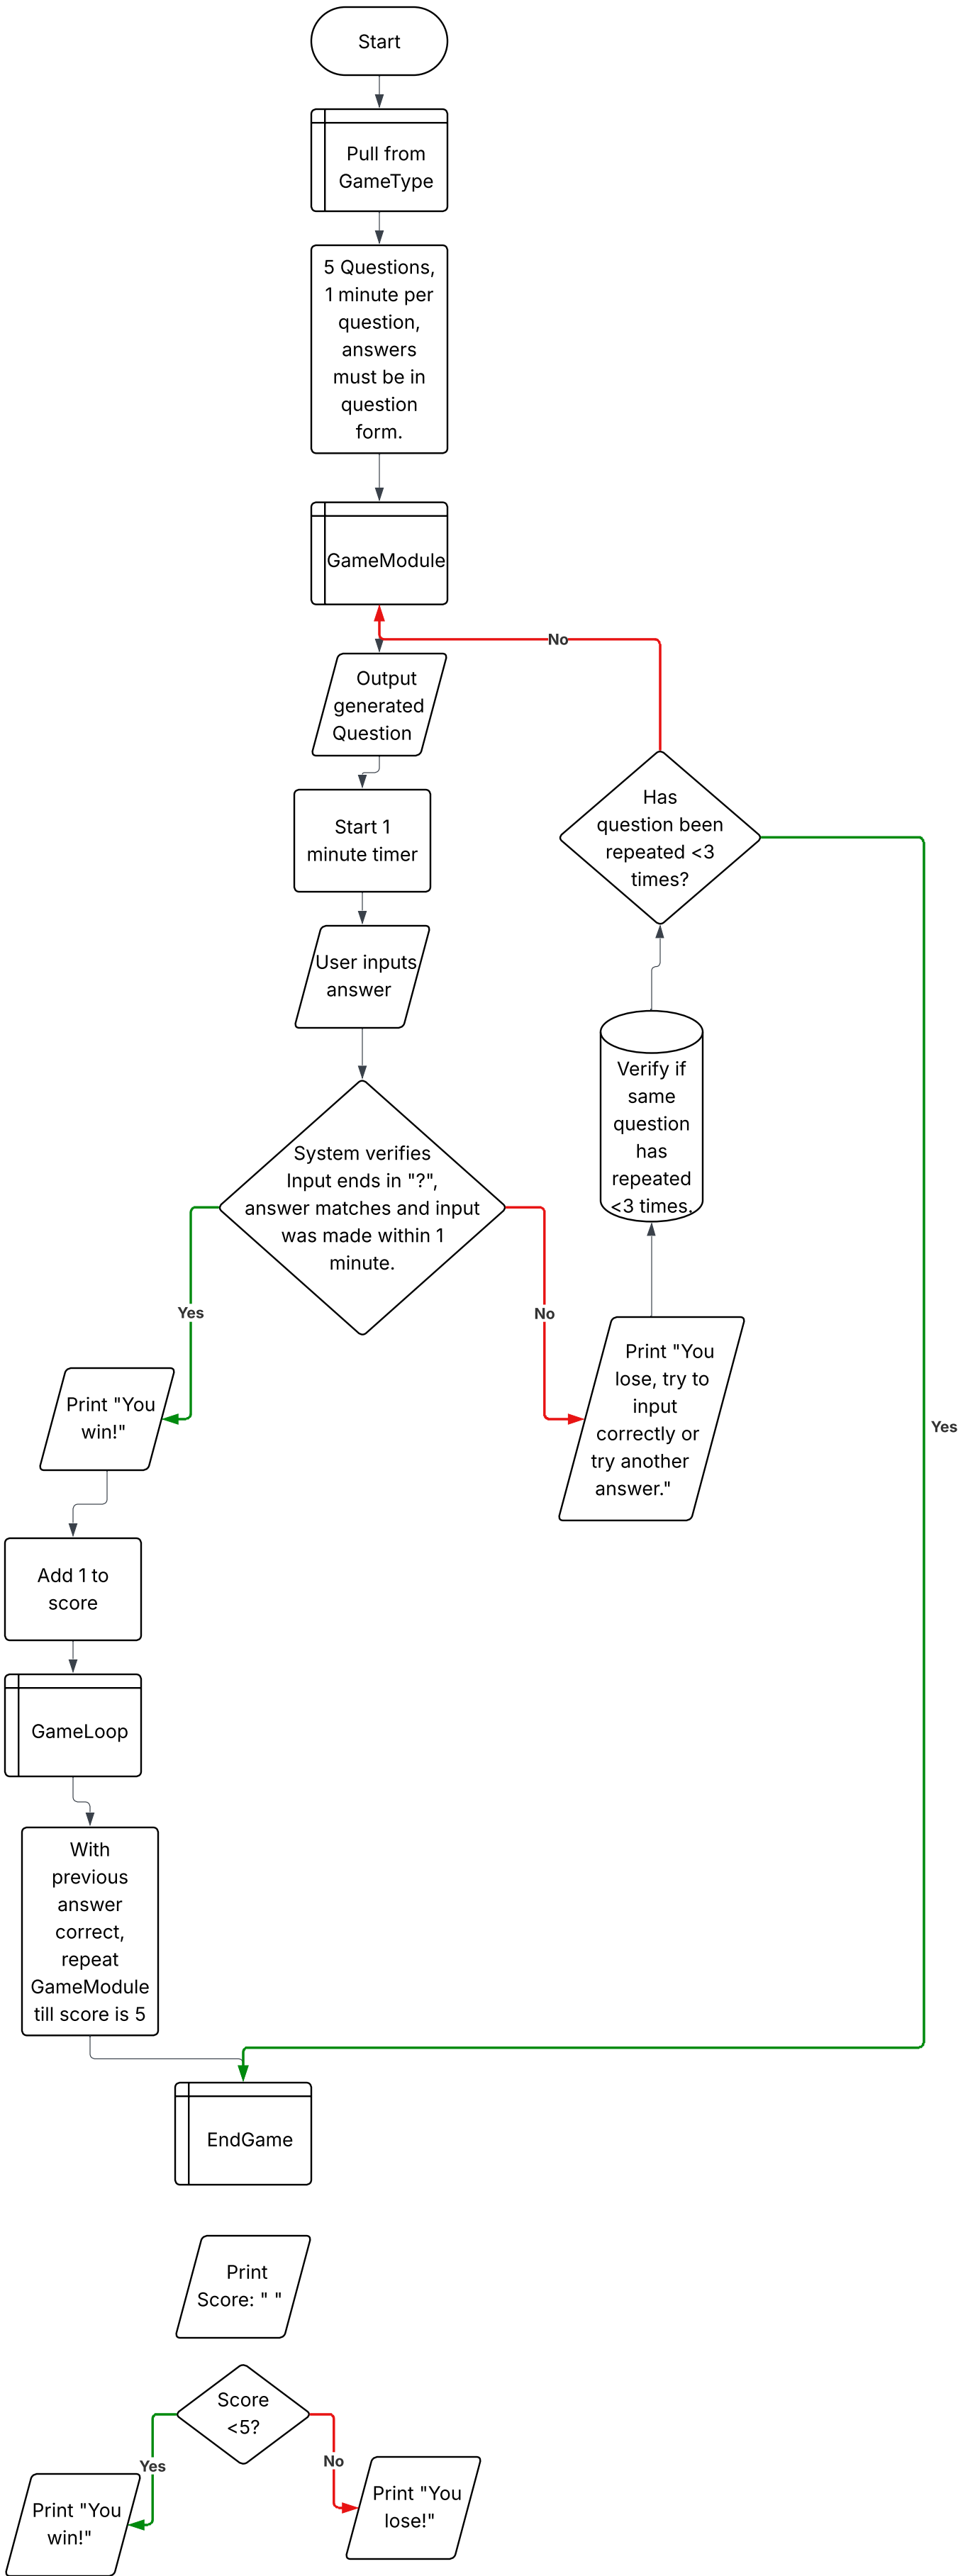 Start
Pull from
GameType
5 Questions,
1 minute per
question,
answers
must be in
question
form.
GameModule
No
Output
generated
Question
Start 1
minute timer
Has
question been
repeated <3
times?
User inputs
answer
Verify if
same
question
has
repeated
<3 times.
System verifies
Input ends in "?",
answer matches and input
was made within 1
minute.
Yes
No
Print "You
lose, try to
input
correctly or
try another
answer."
Print "You
win!"
Yes
Add 1 to
score
GameLoop
With
previous
answer
correct,
repeat
GameModule
till score is 5
EndGame
Print
Score: " "
Score
<5?
Yes
No
Print "You
win!"
Print "You
lose!"